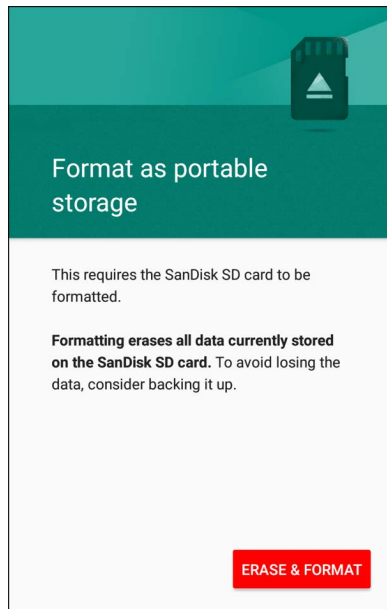 Format as portable
storage
This requires the SanDisk SD card to be
formatted.
Formatting erases all data currently stored
on the SanDisk SD card. To avoid losing the
data, consider backing it up.
ERASE & FORMAT